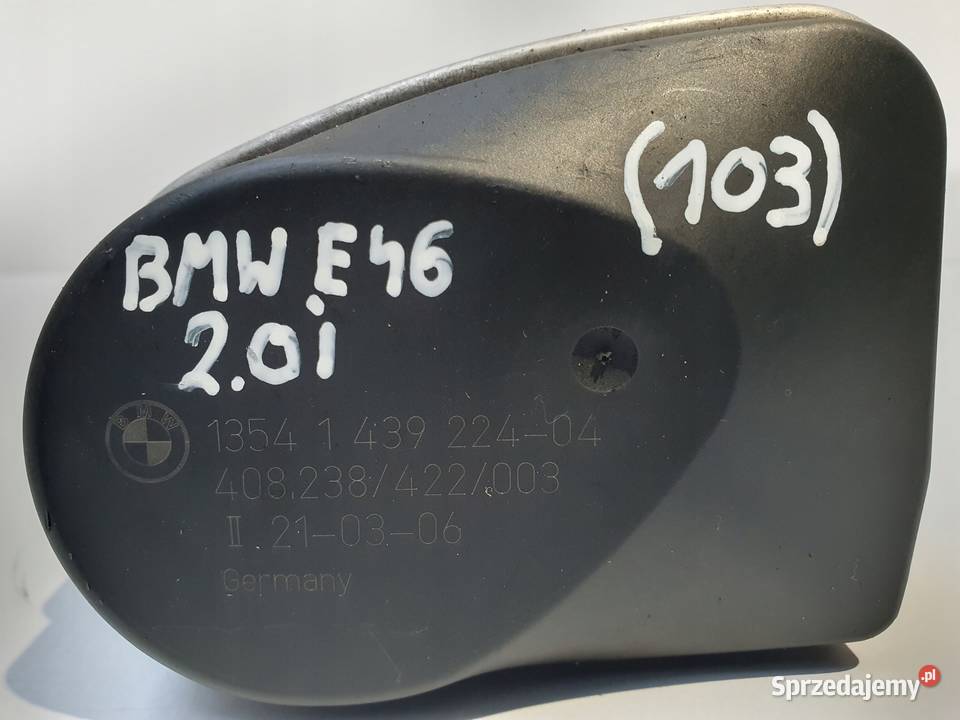 (103)
BMW E46
2.0i
BMW
1354 1 439 224-04
408.238/422/003
II 21-03-06
Germany
Sprzedajemy.pl